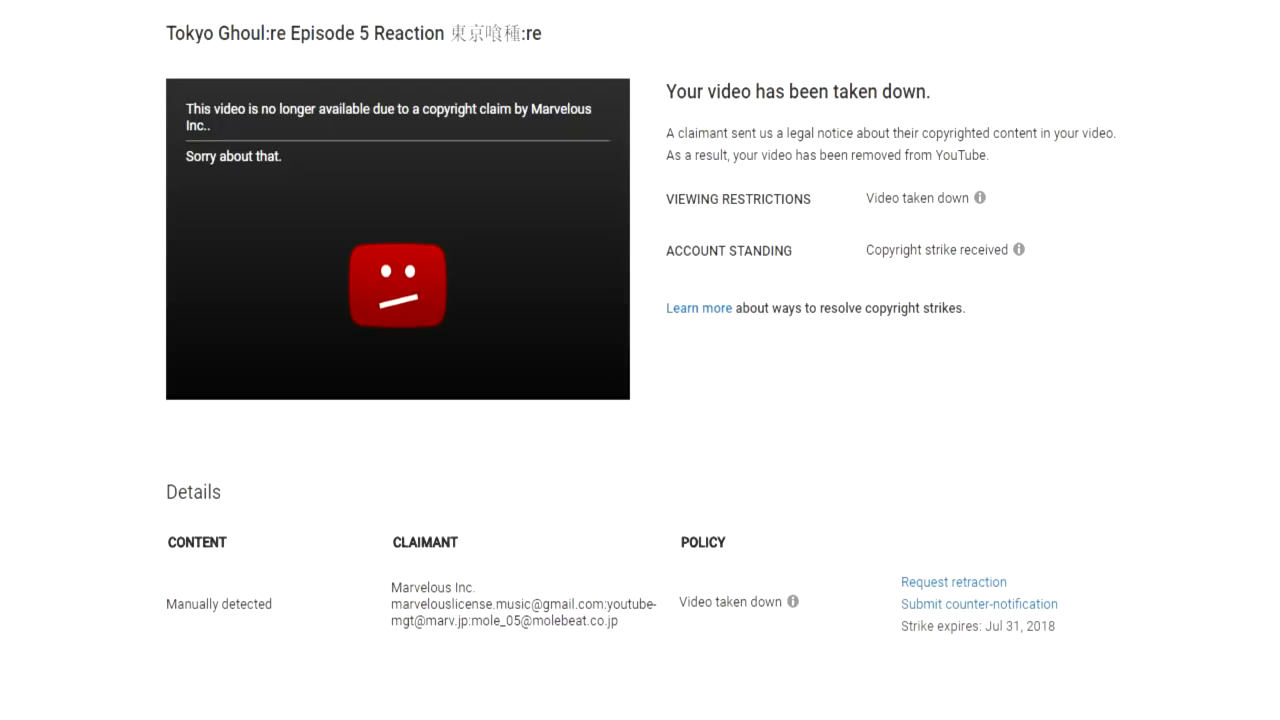 Tokyo Ghoul:re Episode 5 Reaction 東京喰種:re
This video is no longer available due to a copyright claim by Marvelous
Inc..
Sorry about that.
Your video has been taken down.
A claimant sent us a legal notice about their copyrighted content in your video.
As a result, your video has been removed from YouTube.
VIEWING RESTRICTIONS Video taken down
ACCOUNT STANDING Copyright strike received
Learn more about ways to resolve copyright strikes.
Details
CONTENT CLAIMANT POLICY
Manually detected
Marvelous Inc.
marvelouslicense.music@gmail.com:youtube-
mgt@marv.jp:mole_05@molebeat.co.jp
Video taken down
Request retraction
Submit counter-notification
Strike expires: Jul 31, 2018